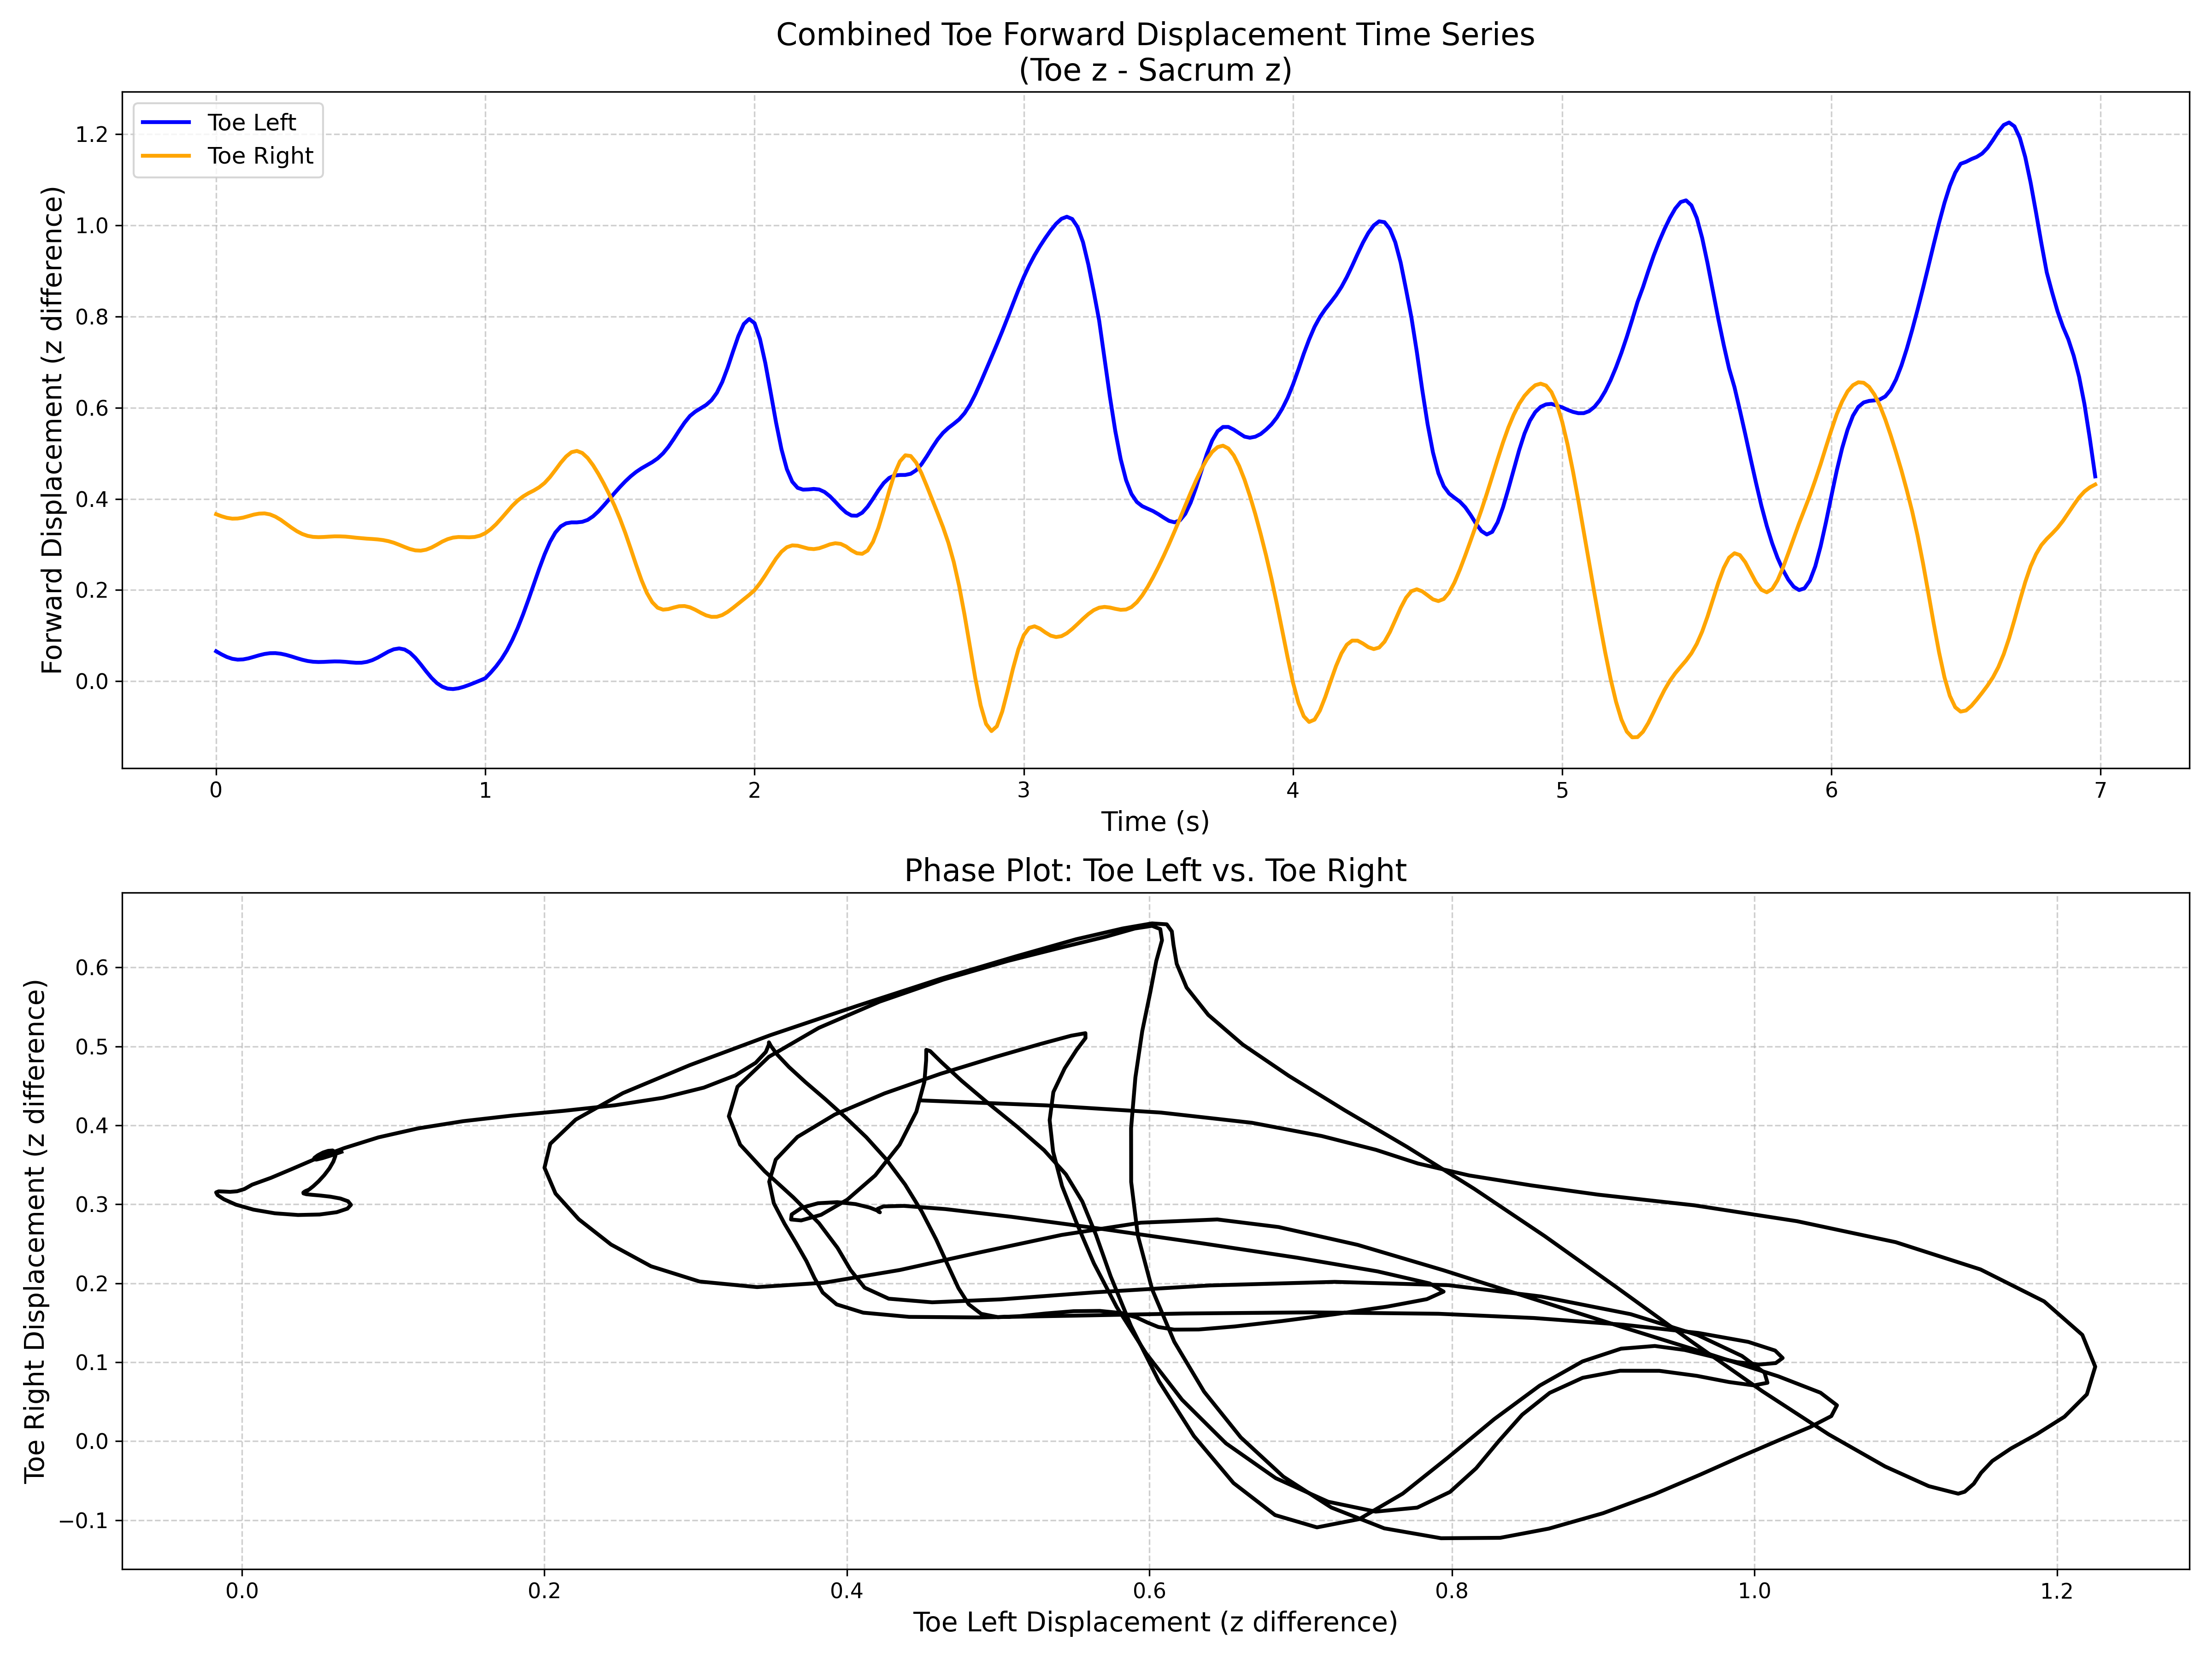 Combined Toe Forward Displacement Time Series
(Toe z - Sacrum z)
Toe Left
Toe Right
Forward Displacement (z difference)
1.2
1.0
0.8
0.6
0.4
0.2
0.0
0 1 2 3 4 5 6 7
Time (s)
Phase Plot: Toe Left vs. Toe Right
Toe Right Displacement (z difference)
0.6
0.5
0.4
0.3
0.2
0.1
0.0
−0.1
0.0 0.2 0.4 0.6 0.8 1.0 1.2
Toe Left Displacement (z difference)